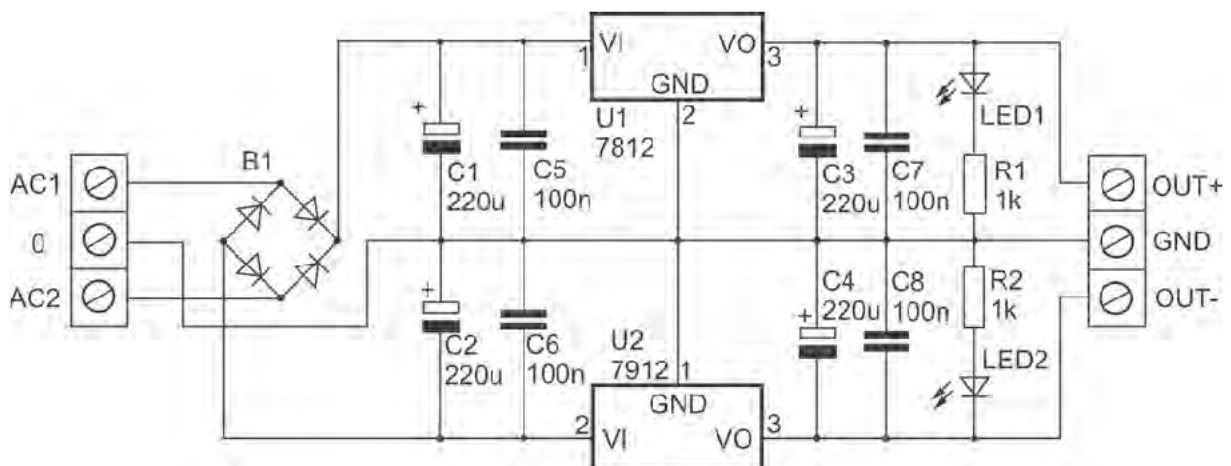 1 VI VO 3
GND
2
U1
7812
AC1
0
AC2
R1
+
C1
220u
C5
100n
+
C3
220u
C7
100n
LED1
R1
1k
OUT+
GND
OUT-
+
C2
220u
C6
100n
U2
7912 1
+
C4
220u
C8
100n
R2
1k
LED2
GND
2 VI VO 3